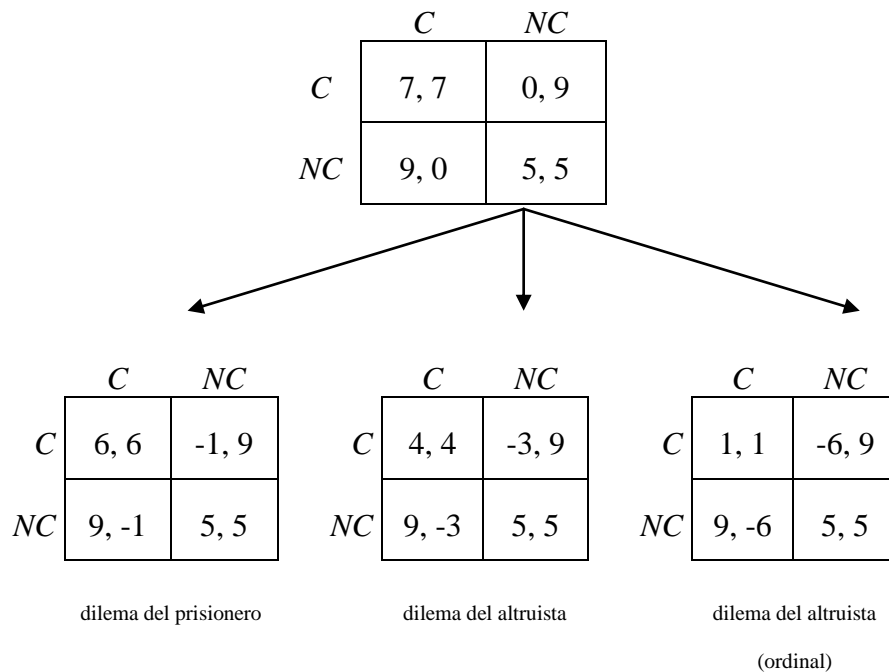 C NC
C 7, 7 0, 9
NC 9, 0 5, 5
C NC C NC C NC
C 6, 6 -1, 9 C 4, 4 -3, 9 C 1, 1 -6, 9
NC 9, -1 5, 5 NC 9, -3 5, 5 NC 9, -6 5, 5
dilema del prisionero dilema del altruista dilema del altruista
(ordinal)